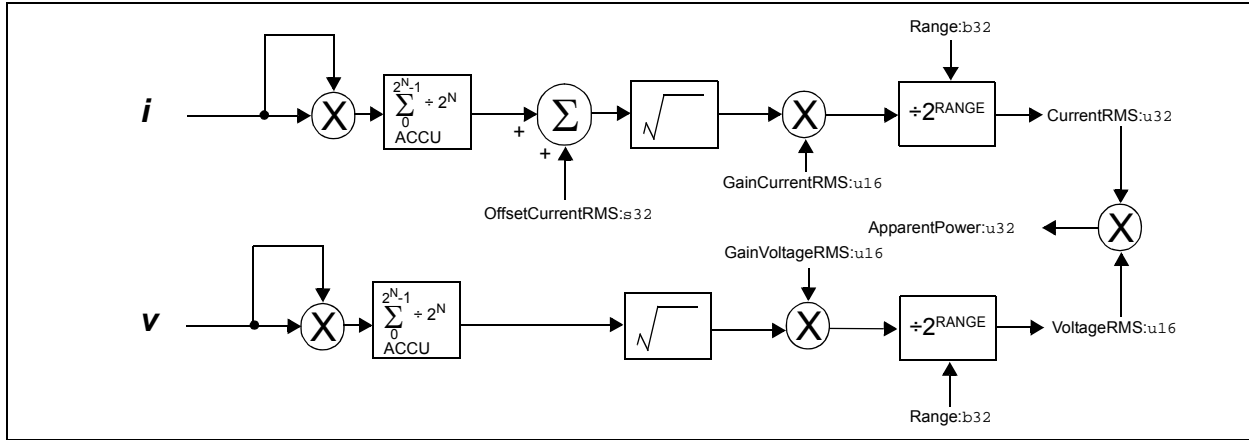 Range:b32
i
X
2^N-1
∑ ÷ 2^N
0
ACCU
+
+
Σ
OffsetCurrentRMS:s32
√
X
GainCurrentRMS:u16
÷2^RANGE
CurrentRMS:u32
X
ApparentPower:u32
GainVoltageRMS:u16
v
X
2^N-1
∑ ÷ 2^N
0
ACCU
√
X
÷2^RANGE
VoltageRMS:u16
Range:b32